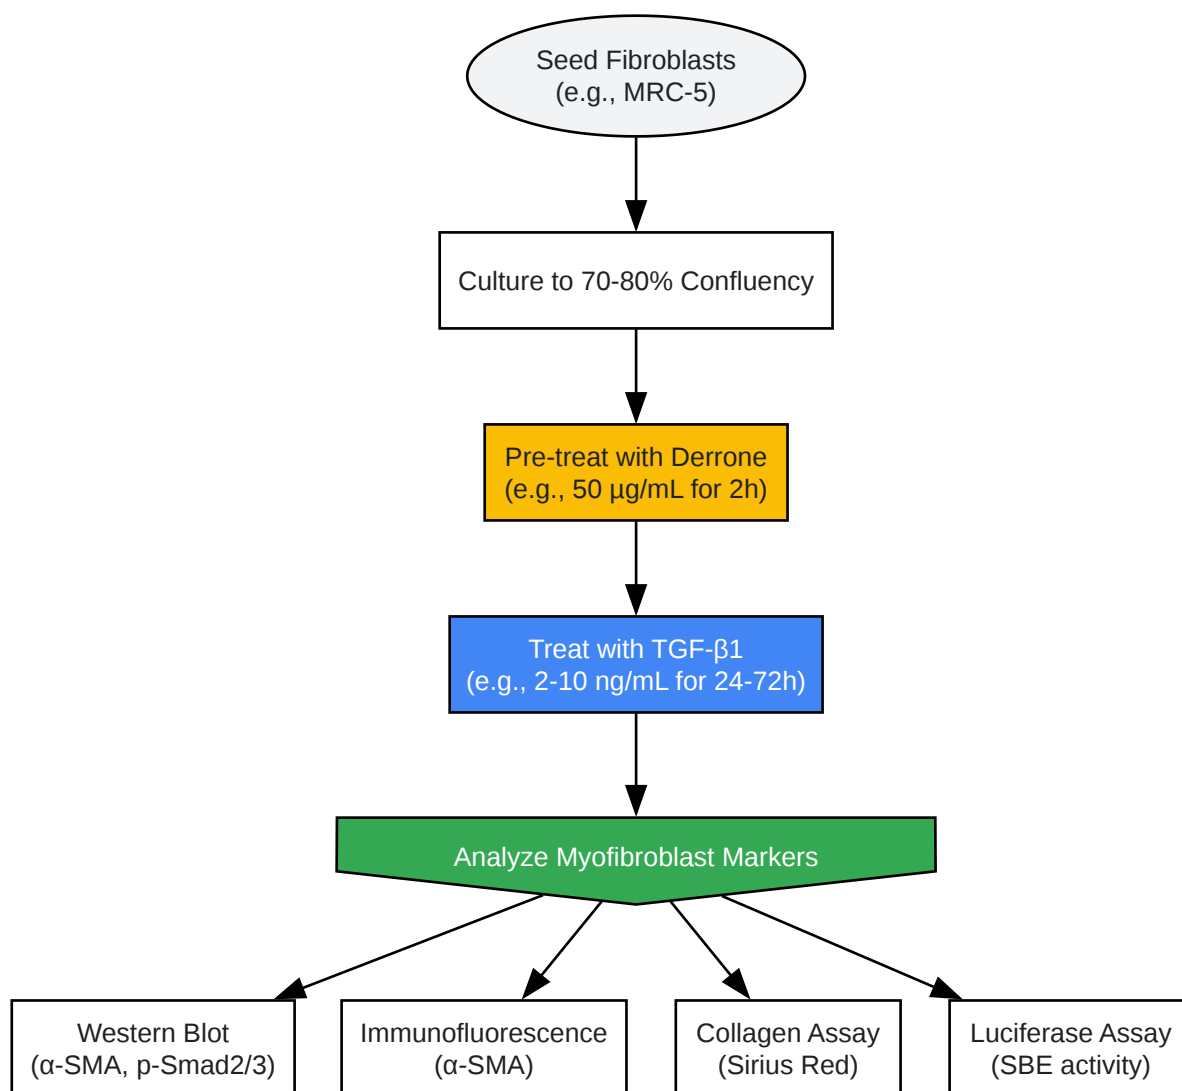 Seed Fibroblasts
(e.g., MRC-5)
Culture to 70-80% Confluency
Pre-treat with Derrone
(e.g., 50 µg/mL for 2h)
Treat with TGF-β1
(e.g., 2-10 ng/mL for 24-72h)
Analyze Myofibroblast Markers
Western Blot
(α-SMA, p-Smad2/3)
Immunofluorescence
(α-SMA)
Collagen Assay
(Sirius Red)
Luciferase Assay
(SBE activity)